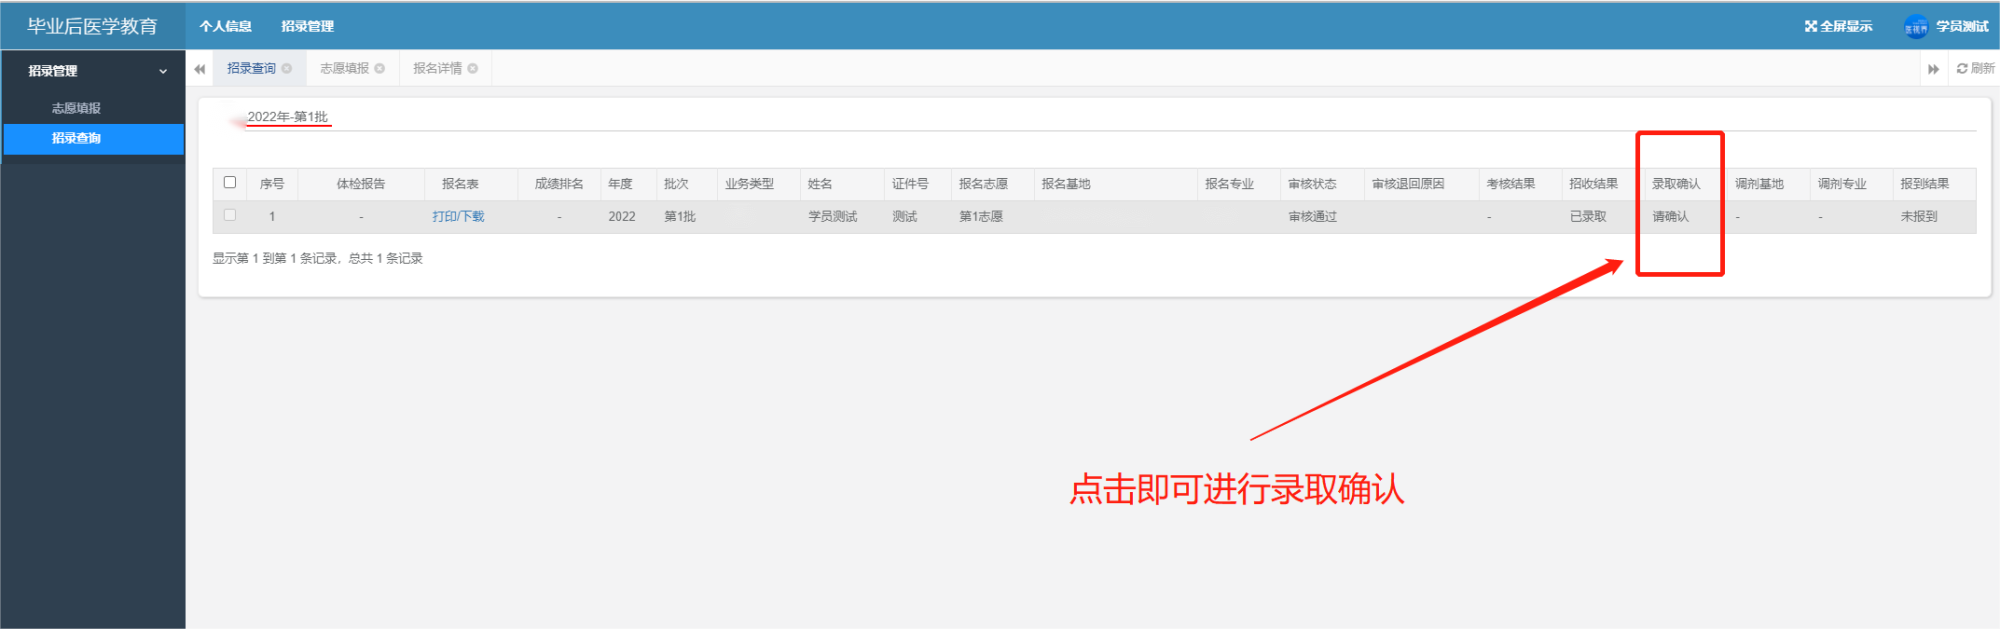 毕业后医学教育 个人信息 招录管理 全屏显示 学员测试
招录管理
志愿填报
招录查询
招录查询 志愿填报 报名详情 刷新
2022年-第1批
序号 体检报告 报名表 成绩排名 年度 批次 业务类型 姓名 证件号 报名志愿 报名基地 报名专业 审核状态 审核退回原因 考核结果 招收结果 录取确认 调剂基地 调剂专业 报到结果
1 - 打印/下载 - 2022 第1批 学员测试 测试 第1志愿 审核通过 - 已录取 请确认 - - 未报到
显示第 1 到第 1 条记录，总共 1 条记录
点击即可进行录取确认